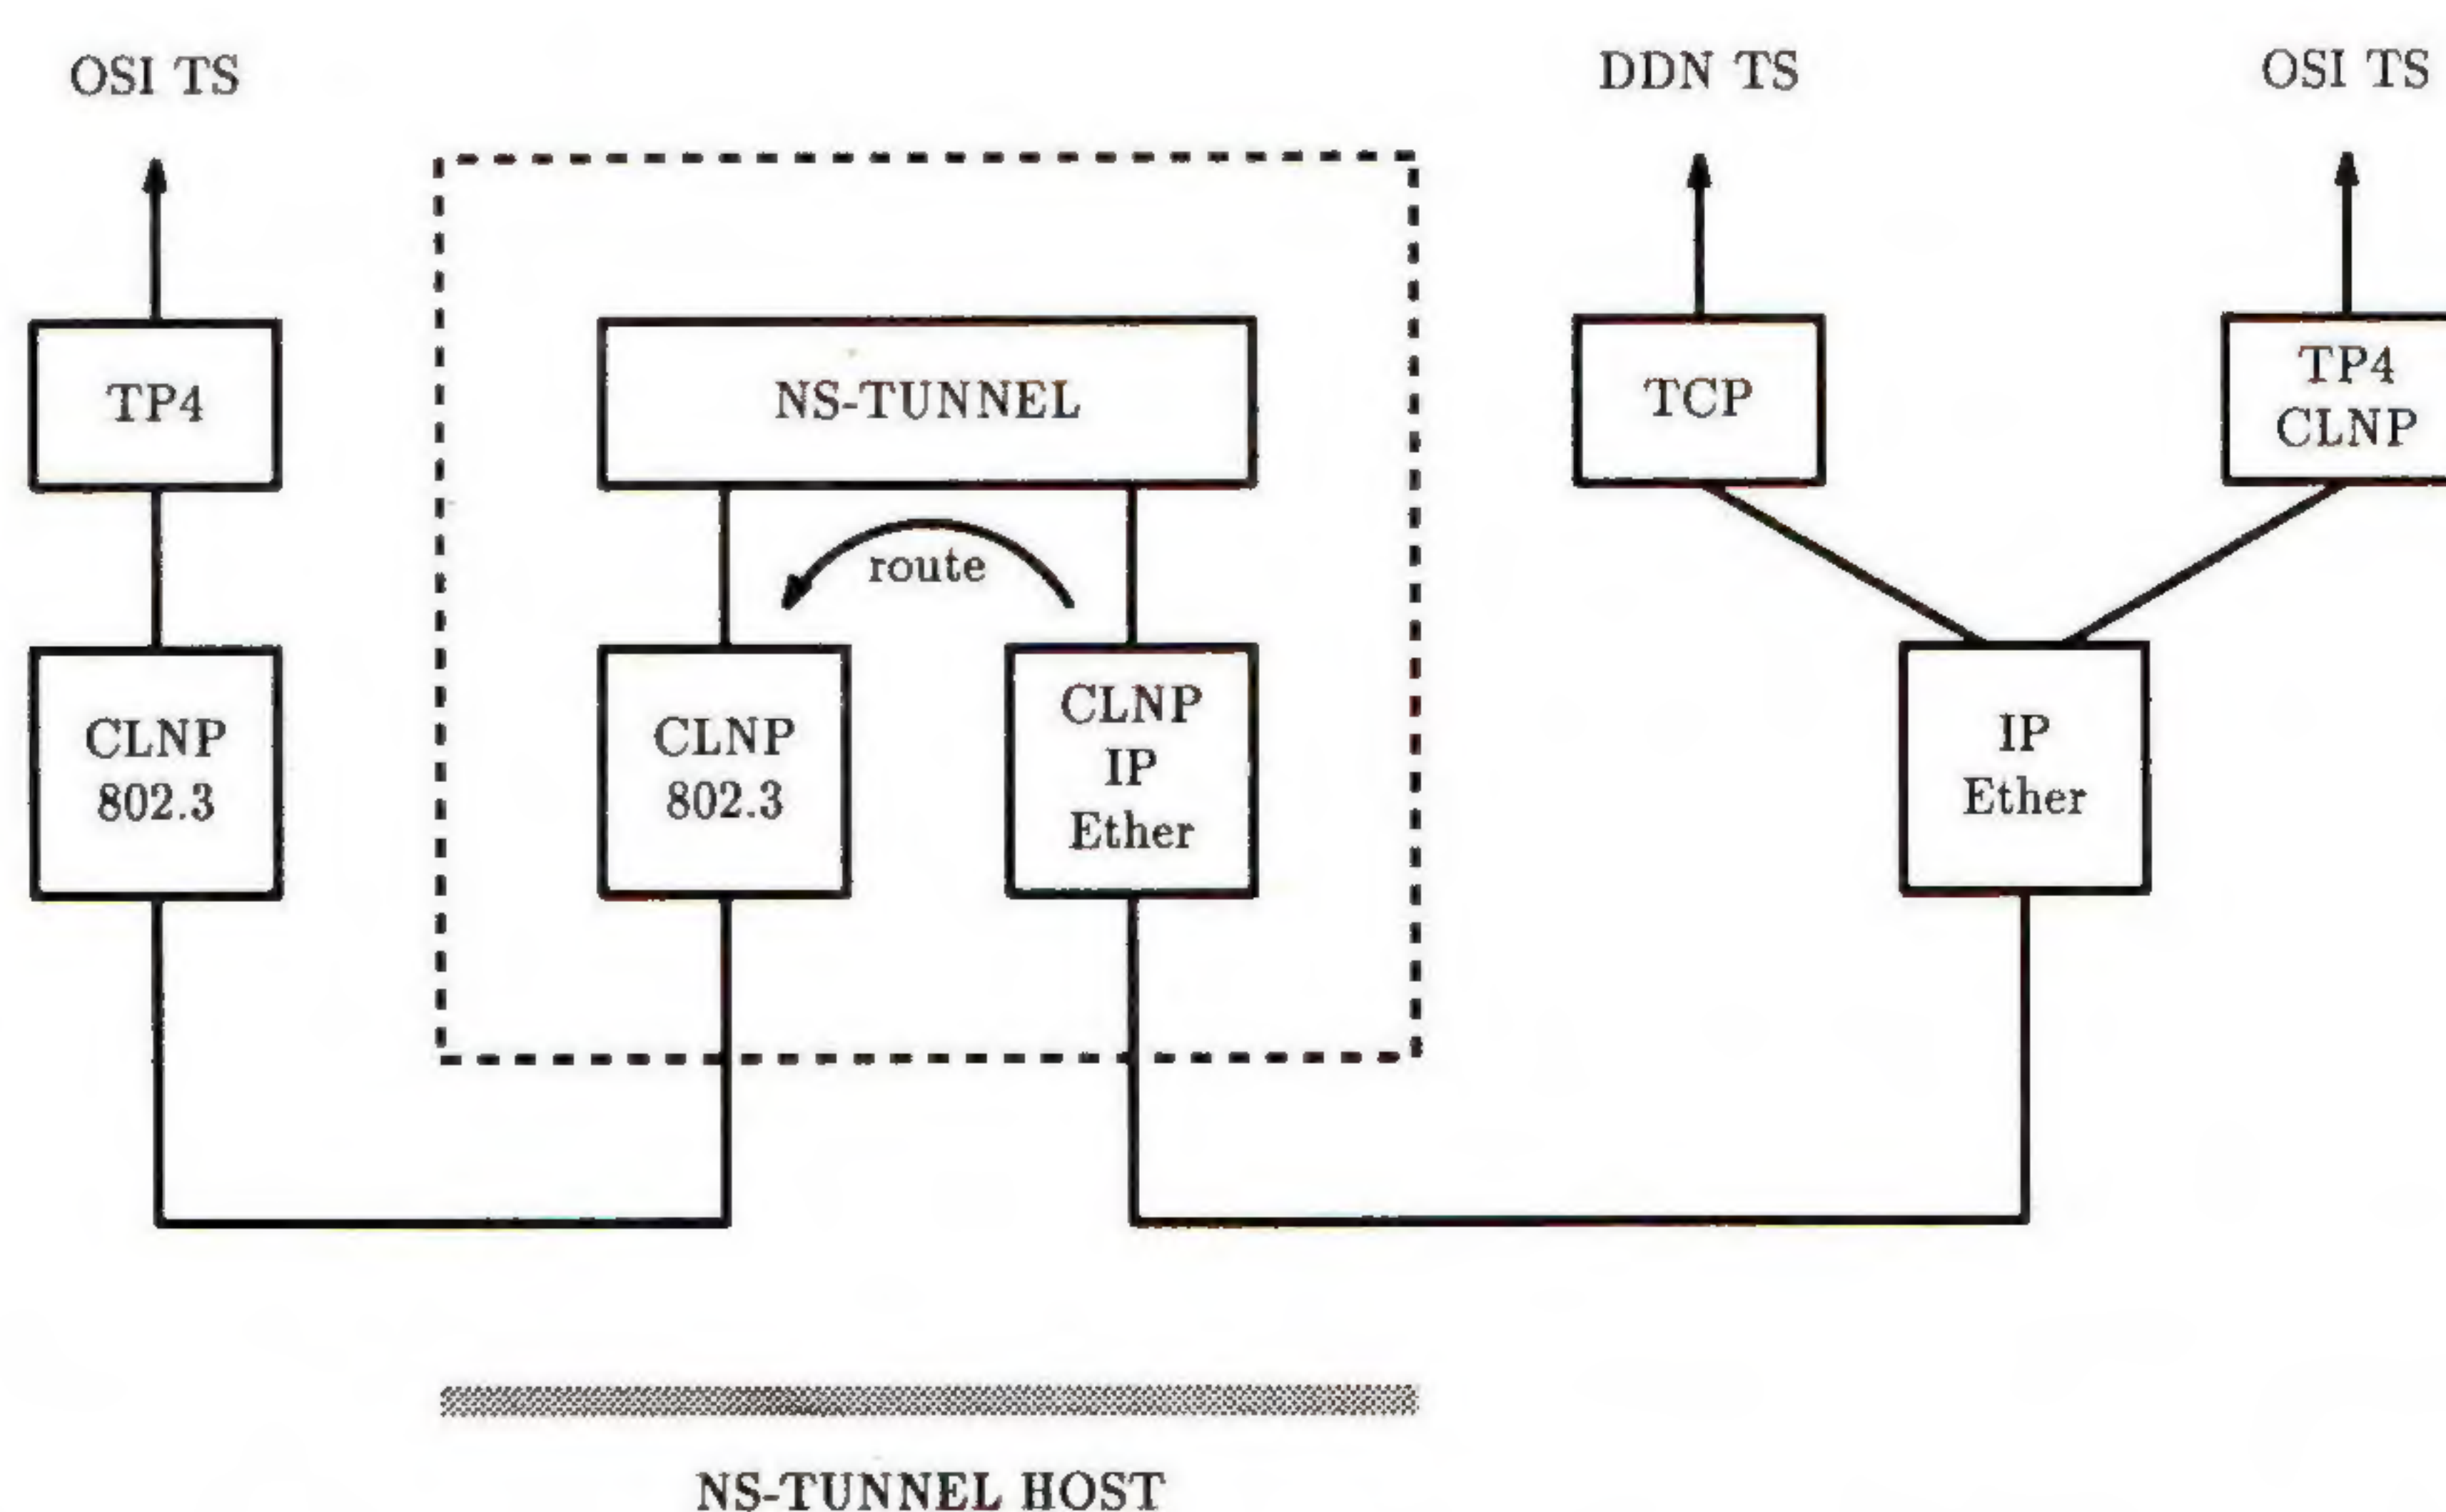 OSI TS
DDN TS
OSI TS
TP4
NS-TUNNEL
TCP
TP4
CLNP
route
CLNP
802.3
CLNP
802.3
CLNP
IP
Ether
IP
Ether
NS-TUNNEL HOST